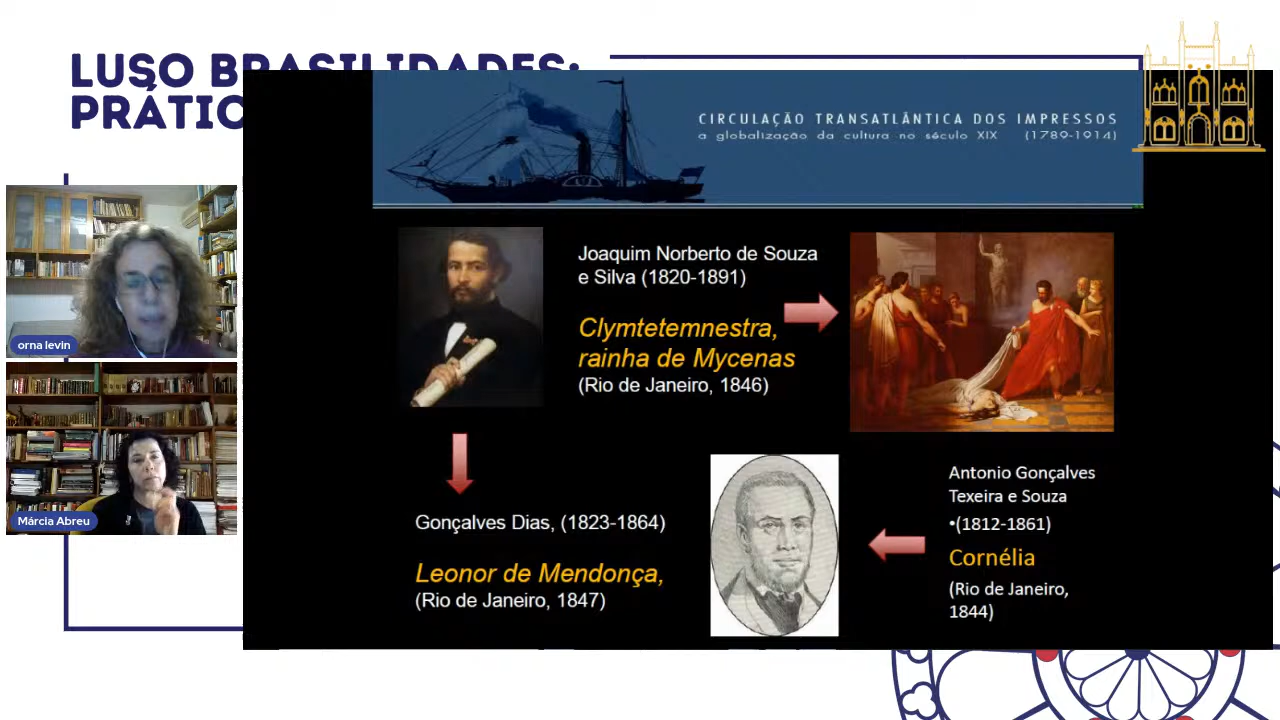 LUSO BRASILIDADES:
PRÁTIC
CIRCULAÇÃO TRANSATLÂNTICA DOS IMPRESSOS
a globalização da cultura no século XIX (1789-1914)
orna levin
Márcia Abreu
Joaquim Norberto de Souza
e Silva (1820-1891)
Clymtetemnestra,
rainha de Mycenas
(Rio de Janeiro, 1846)
Gonçalves Dias, (1823-1864)
Leonor de Mendonça,
(Rio de Janeiro, 1847)
Antonio Gonçalves
Texeira e Souza
•(1812-1861)
Cornélia
(Rio de Janeiro,
1844)